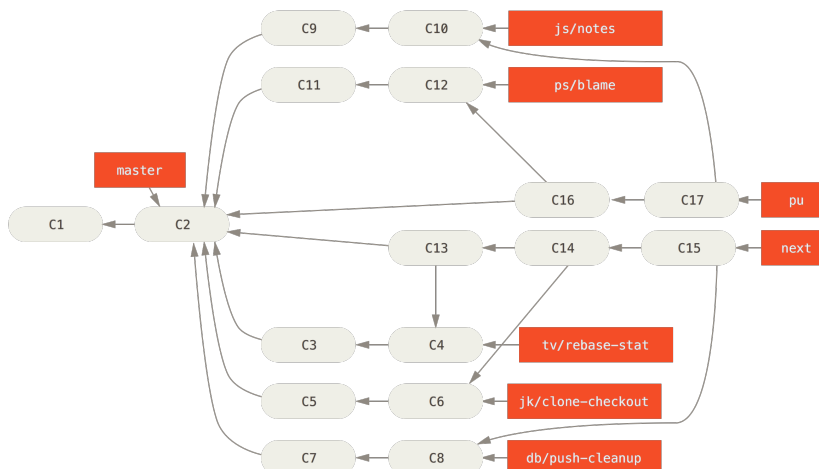 C9 C10 js/notes
C11 C12 ps/blame
master
C16 C17 pu
C1 C2
C13 C14 C15 next
C3 C4 tv/rebase-stat
C5 C6 jk/clone-checkout
C7 C8 db/push-cleanup